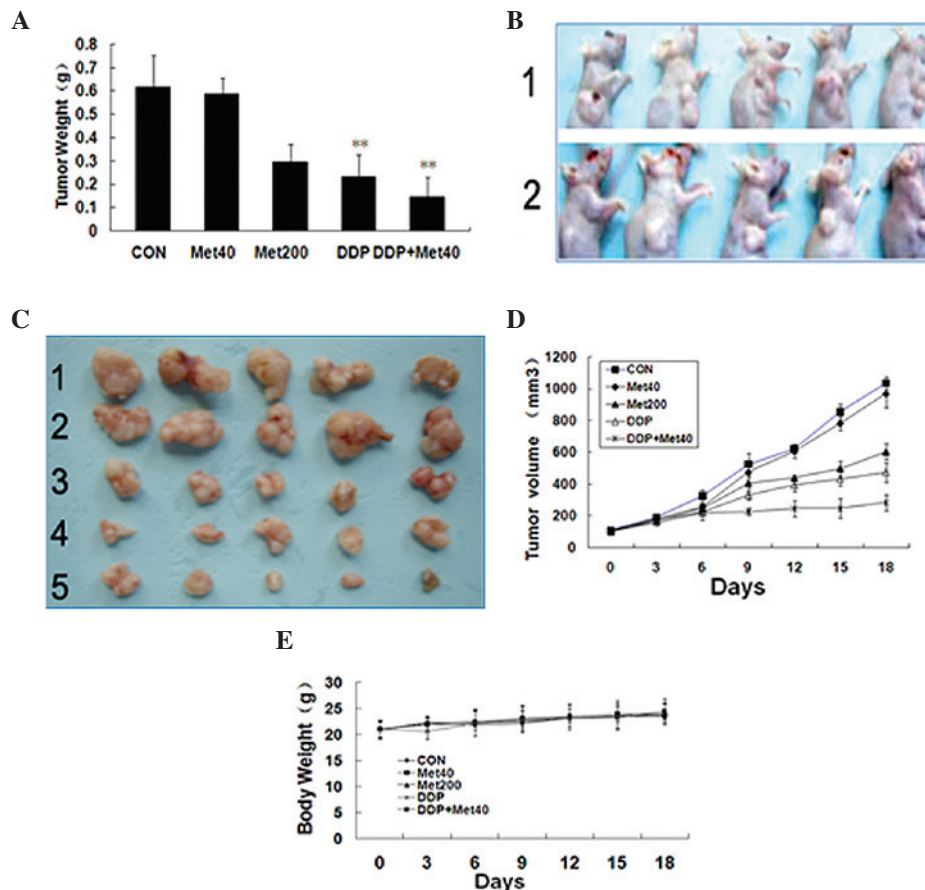 A
Tumor Weight（g）
0.8
0.7
0.6
0.5
0.4
0.3
0.2
0.1
0
**
**
CON Met40 Met200 DDP DDP+Met40
B
1
2
C
1
2
3
4
5
D
Tumor volume （mm3）
1200
1000
800
600
400
200
0
CON
Met40
Met200
DDP
DDP+Met40
0 3 6 9 12 15 18
Days
E
Body Weight（g）
30
25
20
15
10
5
0
CON
Met40
Met200
DDP
DDP+Met40
0 3 6 9 12 15 18
Days